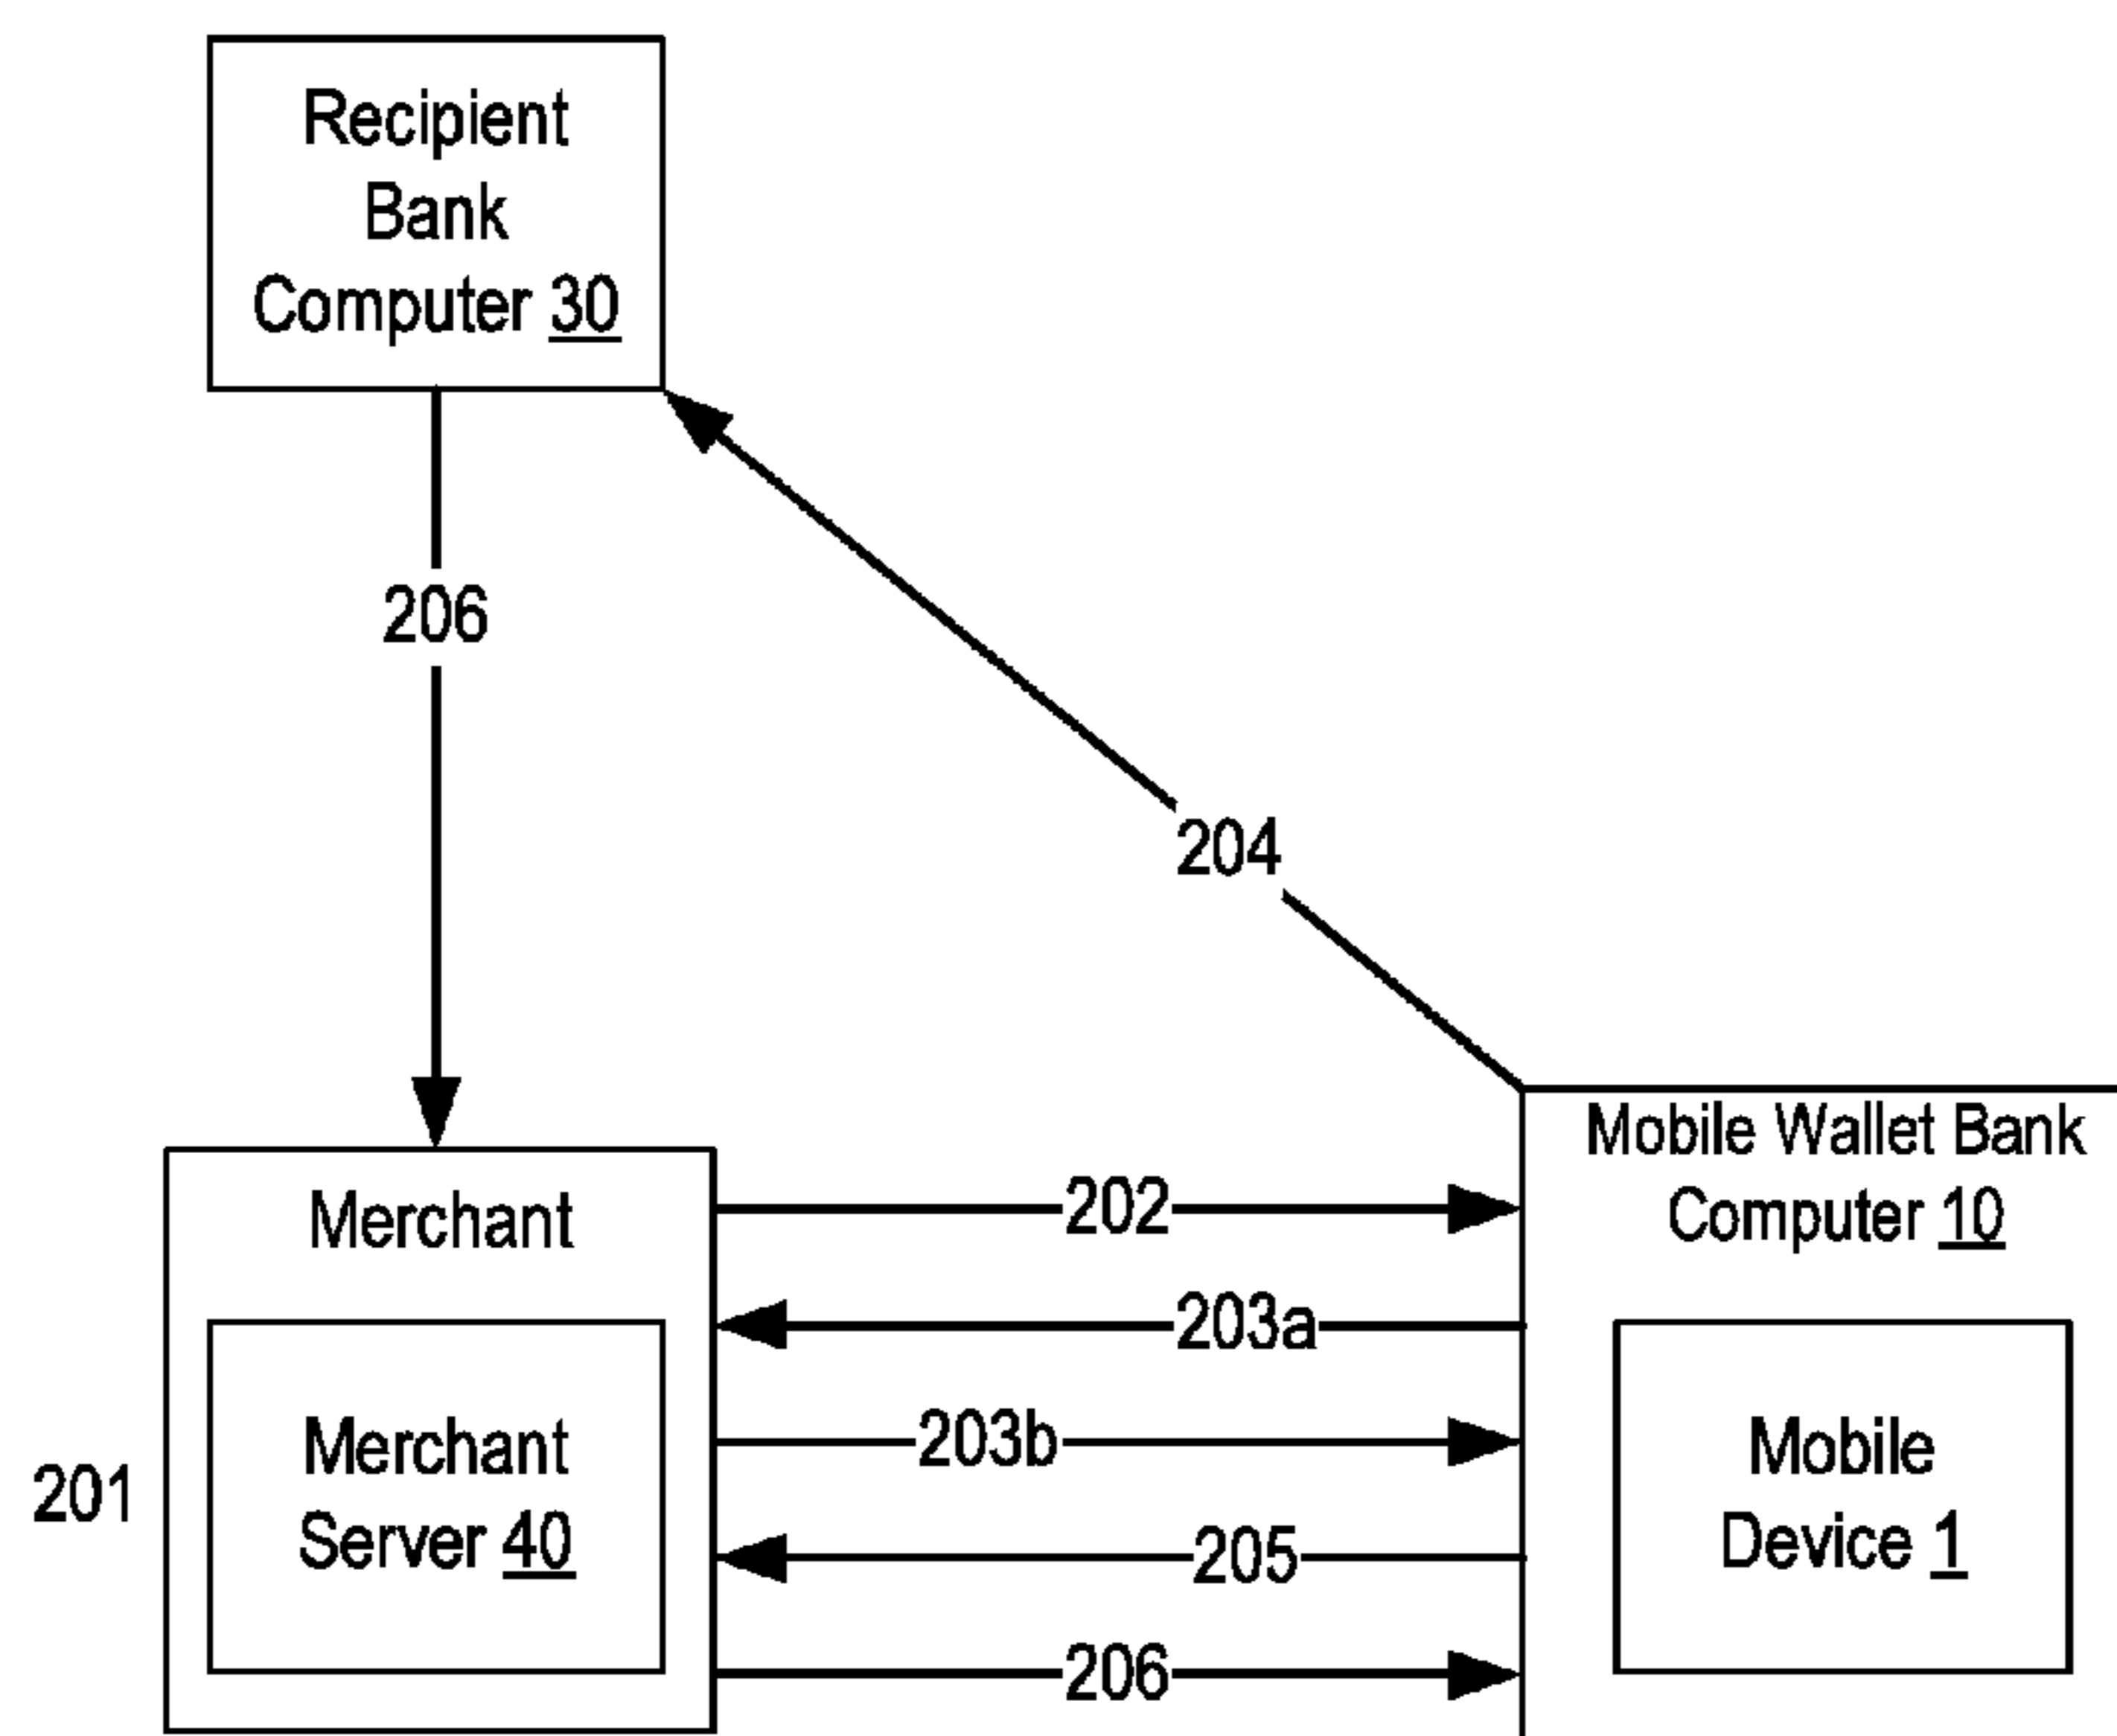 Recipient
Bank
Computer 30
206
204
Mobile Wallet Bank
Computer 10
Merchant
202
203a
203b
205
206
201
Merchant
Server 40
Mobile
Device 1